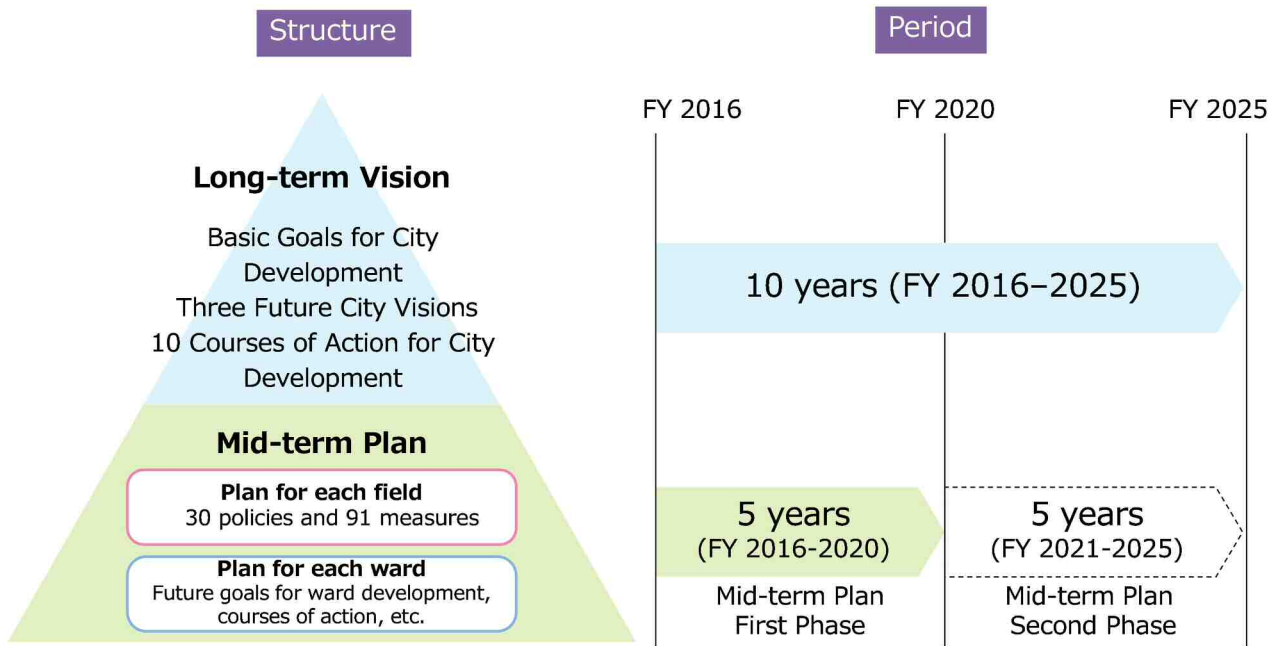 Structure
Long-term Vision
Basic Goals for City
Development
Three Future City Visions
10 Courses of Action for City
Development
Mid-term Plan
Plan for each field
30 policies and 91 measures
Plan for each ward
Future goals for ward development,
courses of action, etc.
Period
FY 2016
FY 2020
FY 2025
10 years (FY 2016–2025)
5 years
(FY 2016-2020)
Mid-term Plan
First Phase
5 years
(FY 2021-2025)
Mid-term Plan
Second Phase